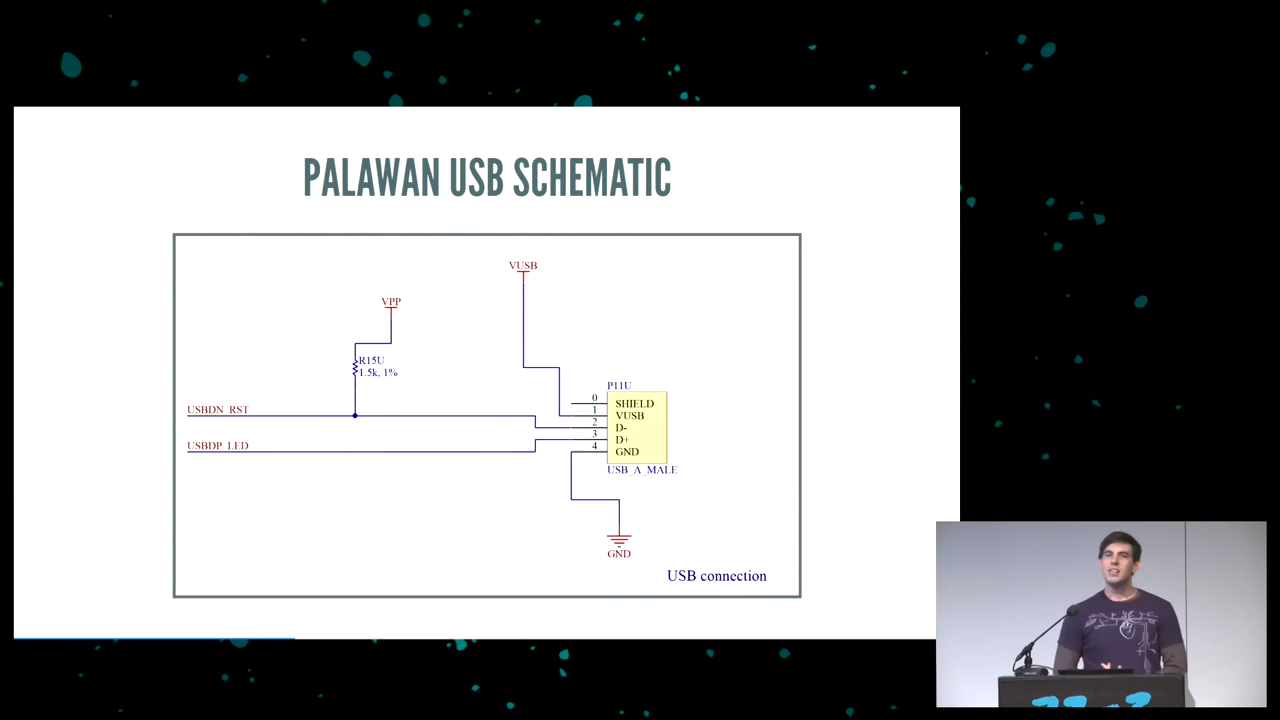 PALAWAN USB SCHEMATIC
VUSB
VPP
R15U
1.5k, 1%
P11U
0
SHIELD
USBDN_RST
1
VUSB
2
D-
3
D+
USBDP_LED
4
GND
USB_A_MALE
GND
USB connection